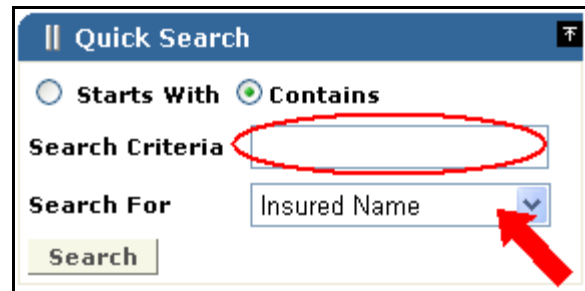 Quick Search
Starts With Contains
Search Criteria
Search For Insured Name
Search